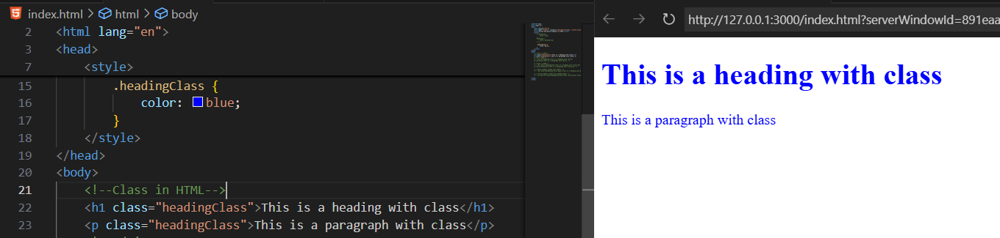 index.html > html > body
2 <html lang="en">
3 <head>
7 <style>
15 .headingClass {
16 color: blue;
17 }
18 </style>
19 </head>
20 <body>
21 <!--Class in HTML-->
22 <h1 class="headingClass">This is a heading with class</h1>
23 <p class="headingClass">This is a paragraph with class</p>
http://127.0.0.1:3000/index.html?serverWindowId=891eaa
This is a heading with class
This is a paragraph with class